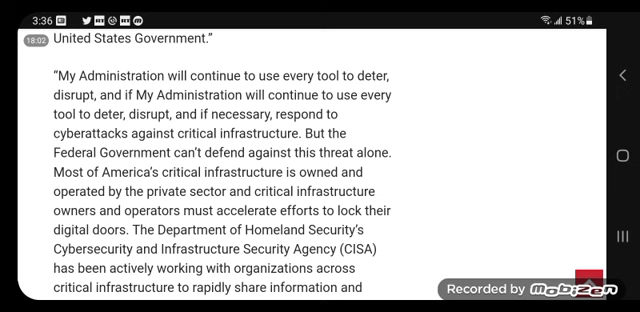 3:36
51%
18:02
United States Government.”
“My Administration will continue to use every tool to deter,
disrupt, and if My Administration will continue to use every
tool to deter, disrupt, and if necessary, respond to
cyberattacks against critical infrastructure. But the
Federal Government can’t defend against this threat alone.
Most of America’s critical infrastructure is owned and
operated by the private sector and critical infrastructure
owners and operators must accelerate efforts to lock their
digital doors. The Department of Homeland Security’s
Cybersecurity and Infrastructure Security Agency (CISA)
has been actively working with organizations across
critical infrastructure to rapidly share information and
Recorded by Mobizen